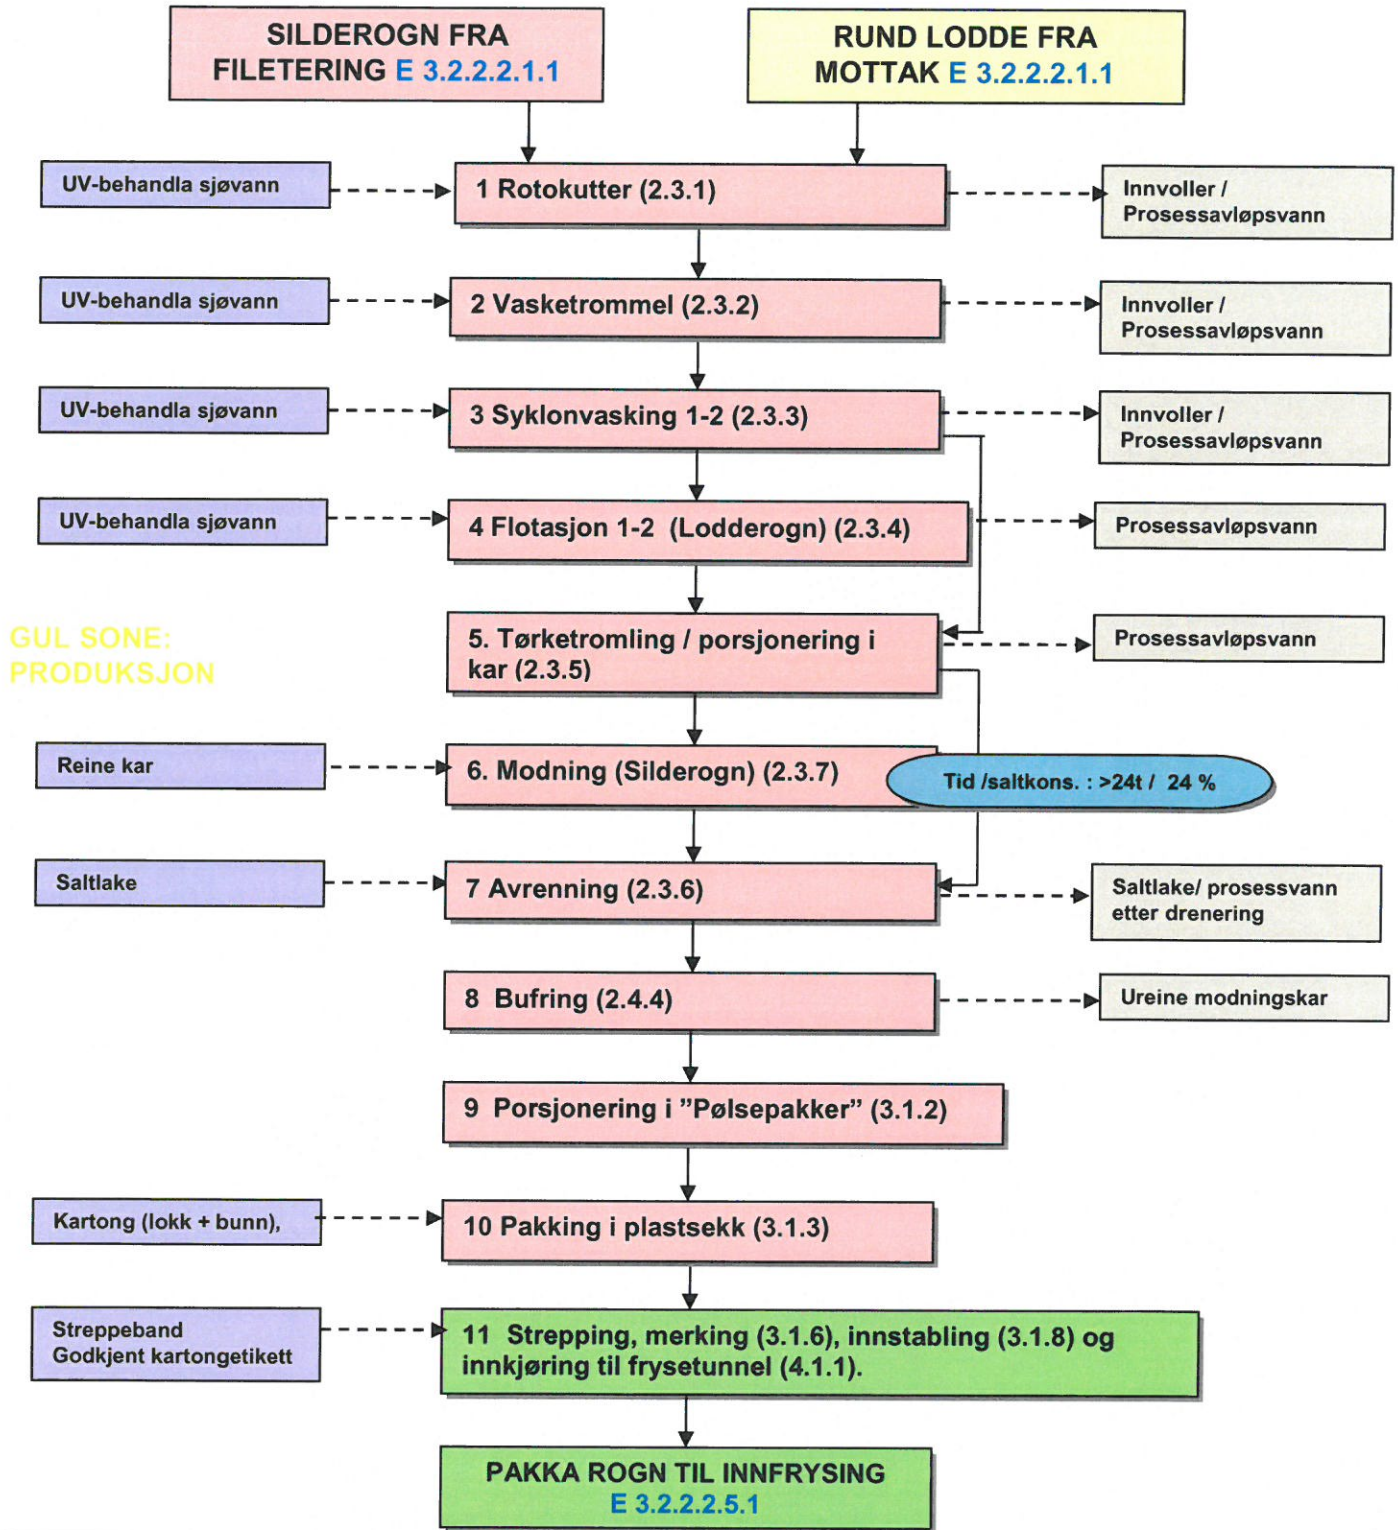 SILDEROGN FRA
FILETERING E 3.2.2.2.1.1
RUND LODDE FRA
MOTTAK E 3.2.2.2.1.1
UV-behandla sjøvann
1 Rotokutter (2.3.1)
Innvoller /
Prosessavløpsvann
UV-behandla sjøvann
2 Vasketrommel (2.3.2)
Innvoller /
Prosessavløpsvann
UV-behandla sjøvann
3 Syklonvasking 1-2 (2.3.3)
Innvoller /
Prosessavløpsvann
UV-behandla sjøvann
4 Flotasjon 1-2 (Lodderogn) (2.3.4)
Prosessavløpsvann
GUL SONE:
PRODUKSJON
5. Tørketromling / porsjonering i
kar (2.3.5)
Prosessavløpsvann
Reine kar
6. Modning (Silderogn) (2.3.7)
Tid /saltkons. : >24t / 24 %
Saltlake
7 Avrenning (2.3.6)
Saltlake/ prosessvann
etter drenering
8 Bufring (2.4.4)
Ureine modningskar
9 Porsjonering i ”Pølsepakker” (3.1.2)
Kartong (lokk + bunn),
10 Pakking i plastsekk (3.1.3)
Streppeband
Godkjent kartongetikett
11 Strepping, merking (3.1.6), innstabling (3.1.8) og
innkjøring til frysetunnel (4.1.1).
PAKKA ROGN TIL INNFRYSING
E 3.2.2.2.5.1